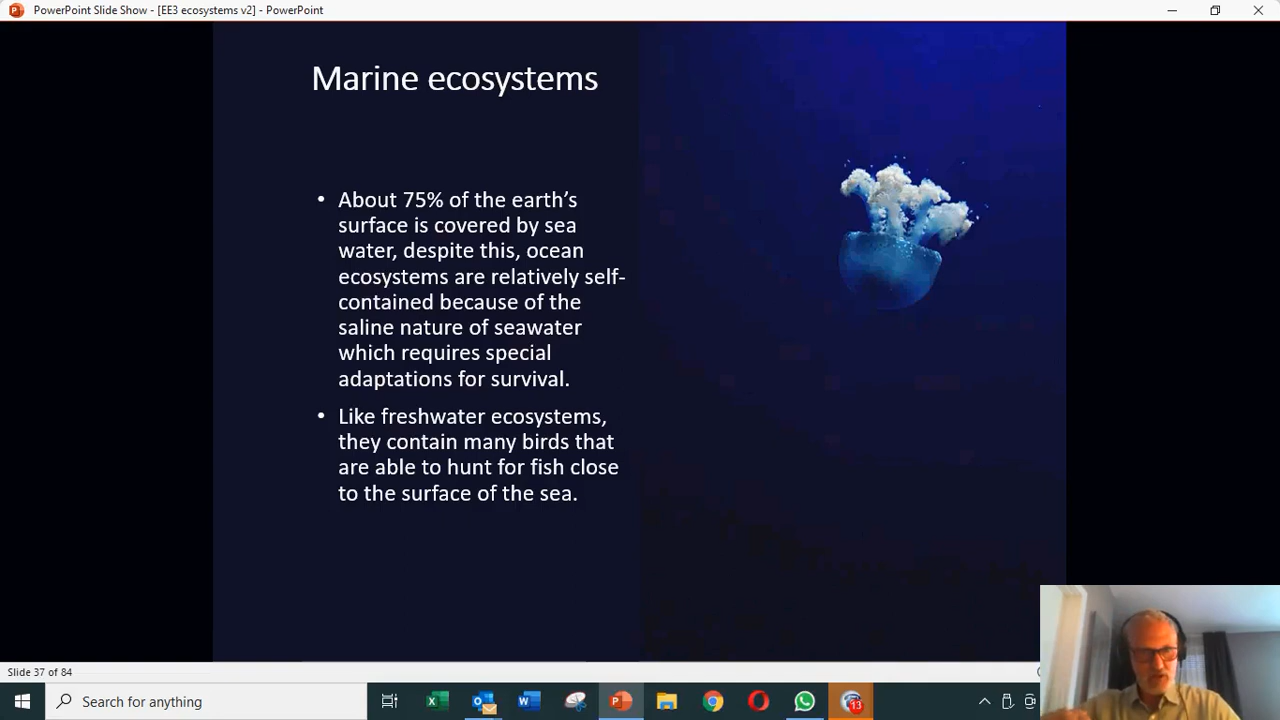 PowerPoint Slide Show - [EE3 ecosystems v2] - PowerPoint
Marine ecosystems
• About 75% of the earth’s
surface is covered by sea
water, despite this, ocean
ecosystems are relatively self-
contained because of the
saline nature of seawater
which requires special
adaptations for survival.
• Like freshwater ecosystems,
they contain many birds that
are able to hunt for fish close
to the surface of the sea.
Slide 37 of 84
Search for anything
13